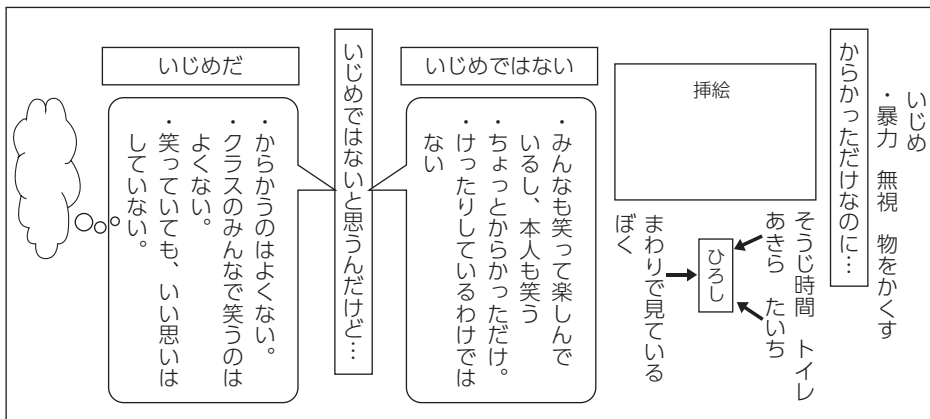 いじめ
・暴力　無視　物をかくす
からかっただけなのに…
挿絵
そうじ時間　トイレ
あきら　たいち
ひろし
まわりで見ている
ぼく
いじめではない
・みんなも笑って楽しんで
いるし、本人も笑う
・ちょっとからかっただけ。
・けったりしているわけでは
ない
いじめではないと思うんだけど…
いじめだ
・からかうのはよくない。
・クラスのみんなで笑うのは
よくない。
・笑っていても、いい思いは
していない。